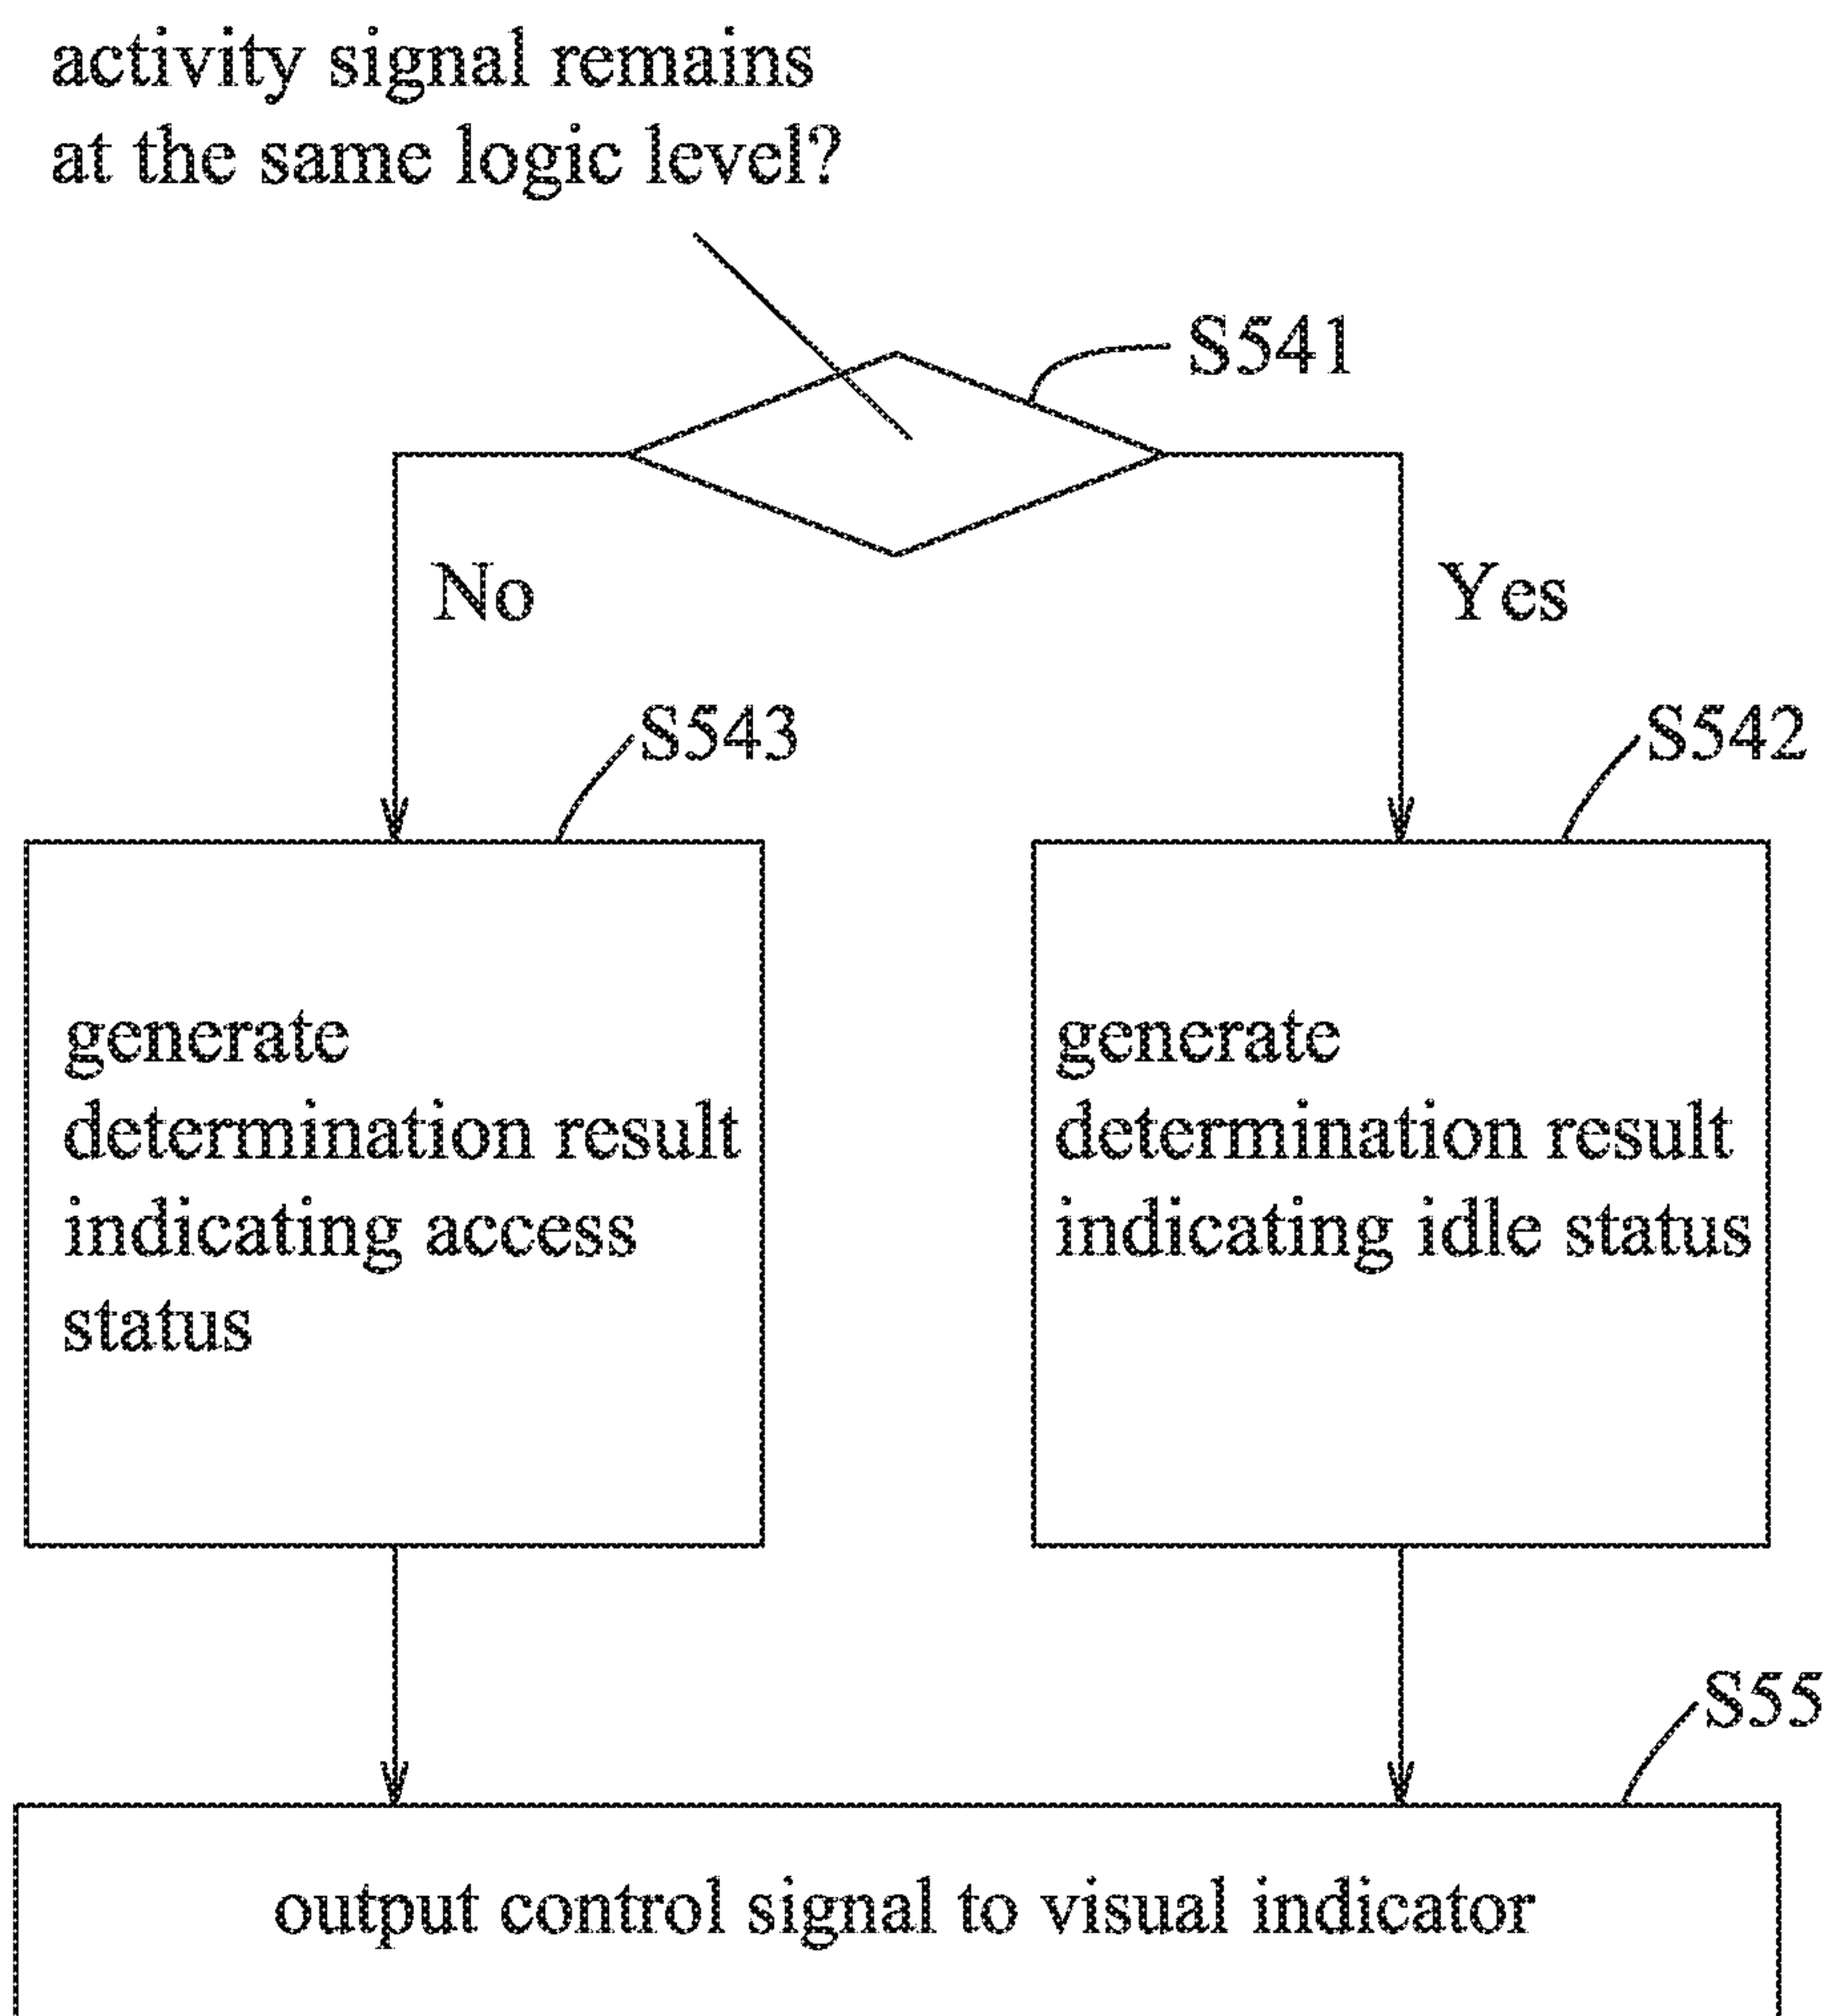 activity signal remains
at the same logic level?
S541
No
Yes
S543
S542
generate
determination result
indicating access
status
generate
determination result
indicating idle status
S55
output control signal to visual indicator